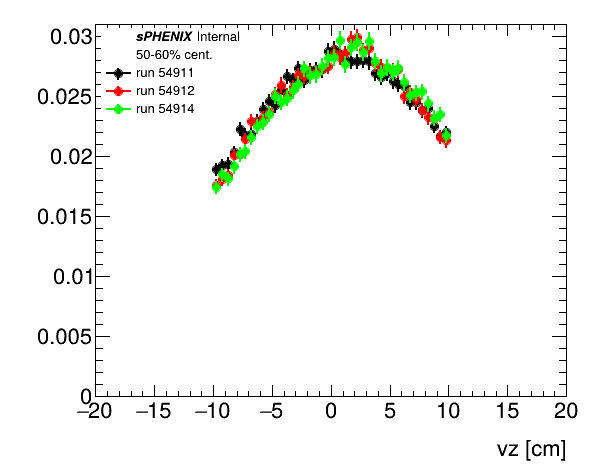 sPHENIX Internal
50-60% cent.
run 54911
run 54912
run 54914
0.03
0.025
0.02
0.015
0.01
0.005
0
−20 −15 −10 −5 0 5 10 15 20
vz [cm]